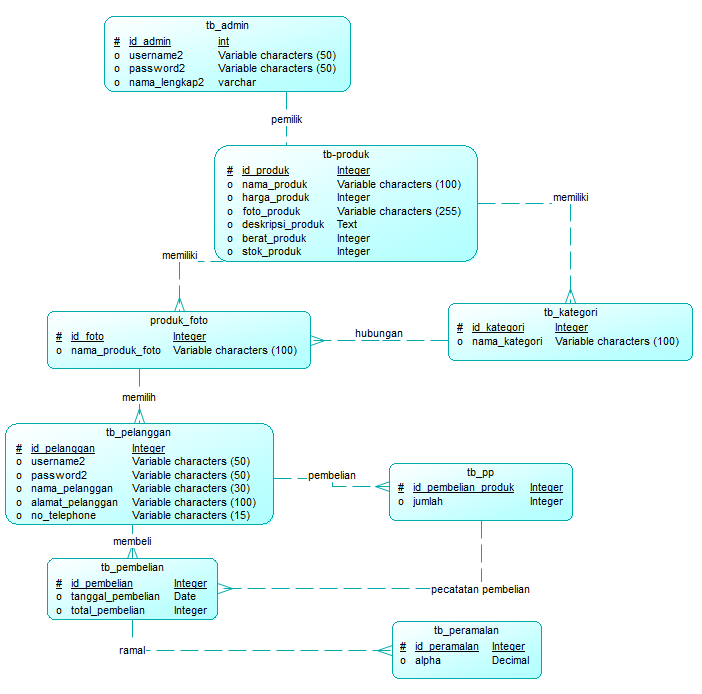 tb_admin
# id_admin int
o username2 Variable characters (50)
o password2 Variable characters (50)
o nama_lengkap2 varchar
pemilik
tb-produk
# id_produk Integer
o nama_produk Variable characters (100)
o harga_produk Integer
o foto_produk Variable characters (255)
o deskripsi_produk Text
o berat_produk Integer
o stok_produk Integer
memiliki
memiliki
produk_foto
# id_foto Integer
o nama_produk_foto Variable characters (100)
hubungan
tb_kategori
# id_kategori Integer
o nama_kategori Variable characters (100)
memilih
tb_pelanggan
# id_pelanggan Integer
o username2 Variable characters (50)
o password2 Variable characters (50)
o nama_pelanggan Variable characters (30)
o alamat_pelanggan Variable characters (100)
o no_telephone Variable characters (15)
pembelian
tb_pp
# id_pembelian_produk Integer
o jumlah Integer
membeli
tb_pembelian
# id_pembelian Integer
o tanggal_pembelian Date
o total_pembelian Integer
pecatatan pembelian
ramal
tb_peramalan
# id_peramalan Integer
o alpha Decimal